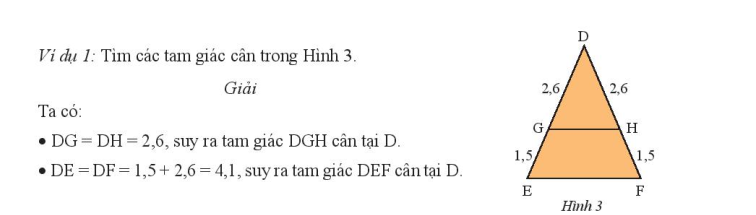 Ví dụ 1: Tìm các tam giác cân trong Hình 3.
Giải
Ta có:
• DG = DH = 2,6, suy ra tam giác DGH cân tại D.
• DE = DF = 1,5 + 2,6 = 4,1, suy ra tam giác DEF cân tại D.
D
2,6 2,6
G H
1,5 1,5
E F
Hình 3